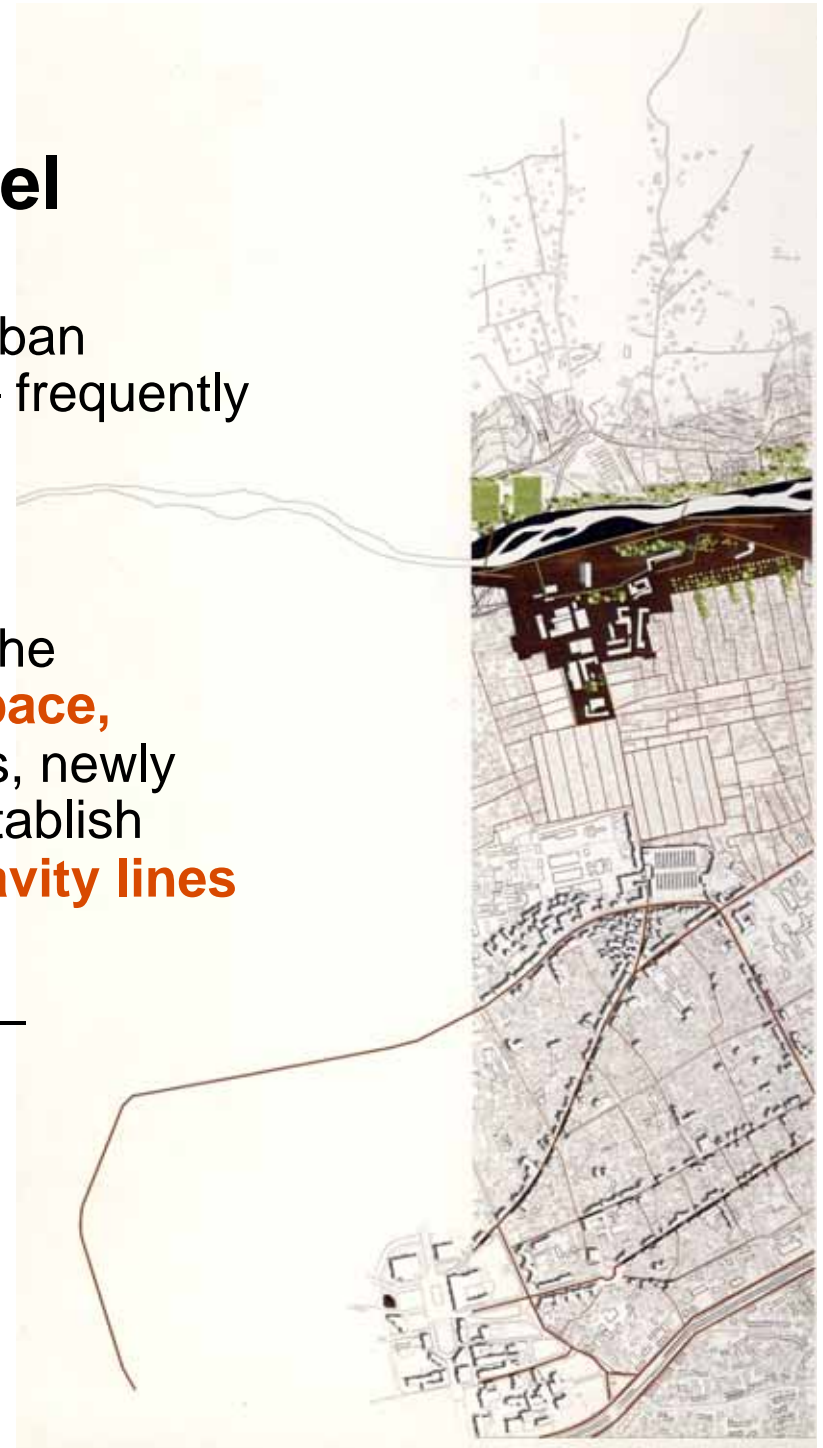 el
ban
- frequently
he
pace,
s, newly
tablish
avity lines